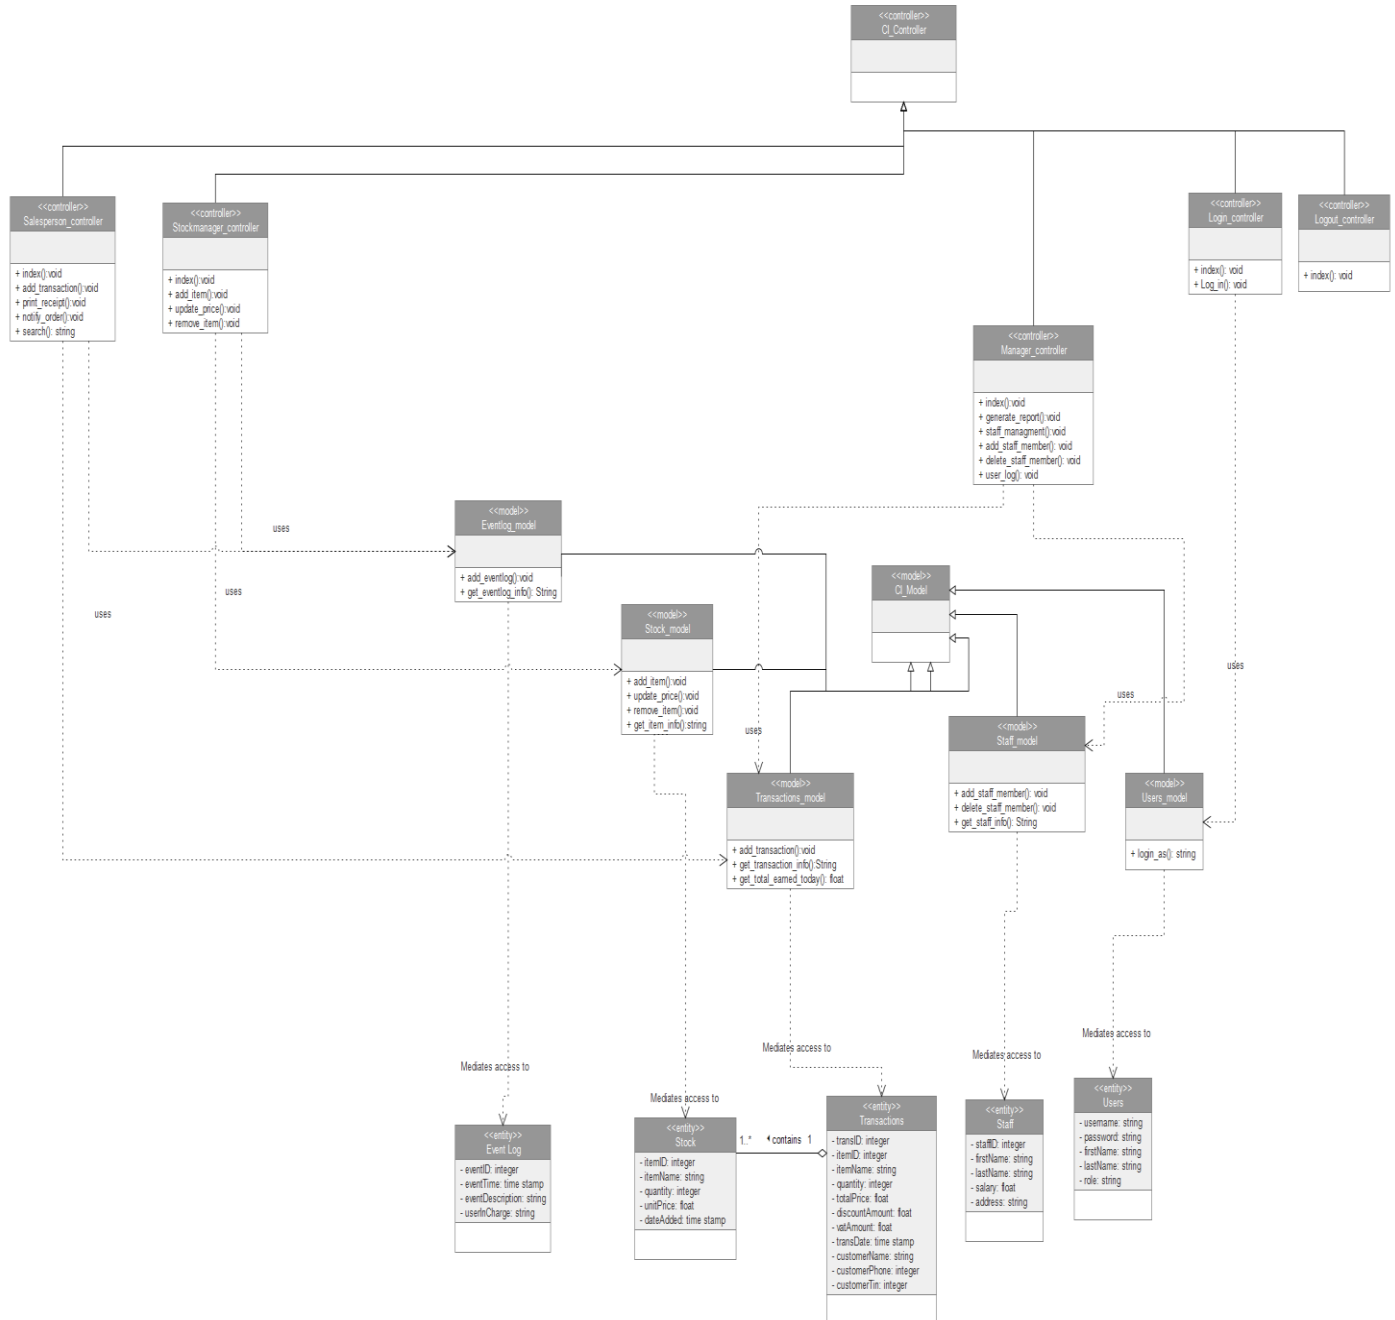 <<controller>>
CI_Controller
<<controller>>
Salesperson_controller
+ index():void
+ add_transaction():void
+ print_receipt():void
+ notify_order():void
+ search(): string
<<controller>>
Stockmanager_controller
+ index():void
+ add_item():void
+ update_price():void
+ remove_item():void
<<controller>>
Login_controller
+ index(): void
+ Log_in(): void
<<controller>>
Logout_controller
+ index(): void
<<controller>>
Manager_controller
+ index():void
+ generate_report():void
+ staff_managment():void
+ add_staff_member(): void
+ delete_staff_member(): void
+ user_log(): void
<<model>>
Eventlog_model
+ add_eventlog():void
+ get_eventlog_info(): String
uses
uses
uses
<<model>>
CI_Model
<<model>>
Stock_model
+ add_item():void
+ update_price():void
+ remove_item():void
+ get_item_info():string
uses
uses
uses
<<model>>
Staff_model
+ add_staff_member(): void
+ delete_staff_member(): void
+ get_staff_info(): String
<<model>>
Transactions_model
+ add_transaction():void
+ get_transaction_info():String
+ get_total_earned_today(): float
<<model>>
Users_model
+ login_as(): string
Mediates access to
Mediates access to
Mediates access to
Mediates access to
Mediates access to
<<entity>>
Event Log
- eventID: integer
- eventTime: time stamp
- eventDescription: string
- userInCharge: string
<<entity>>
Stock
- itemID: integer
- itemName: string
- quantity: integer
- unitPrice: float
- dateAdded: time stamp
1..* contains 1
<<entity>>
Transactions
- transID: integer
- itemID: integer
- itemName: string
- quantity: integer
- totalPrice: float
- discountAmount: float
- vatAmount: float
- transDate: time stamp
- customerName: string
- customerPhone: integer
- customerTin: integer
<<entity>>
Staff
- staffID: integer
- firstName: string
- lastName: string
- salary: float
- address: string
<<entity>>
Users
- username: string
- password: string
- firstName: string
- lastName: string
- role: string